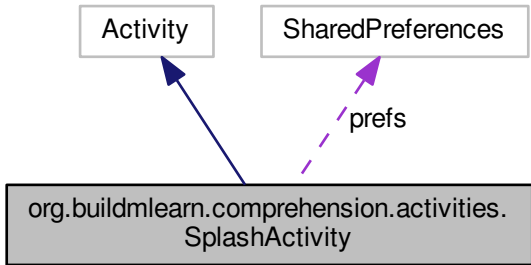 Activity
SharedPreferences
prefs
org.buildmlearn.comprehension.activities.
SplashActivity